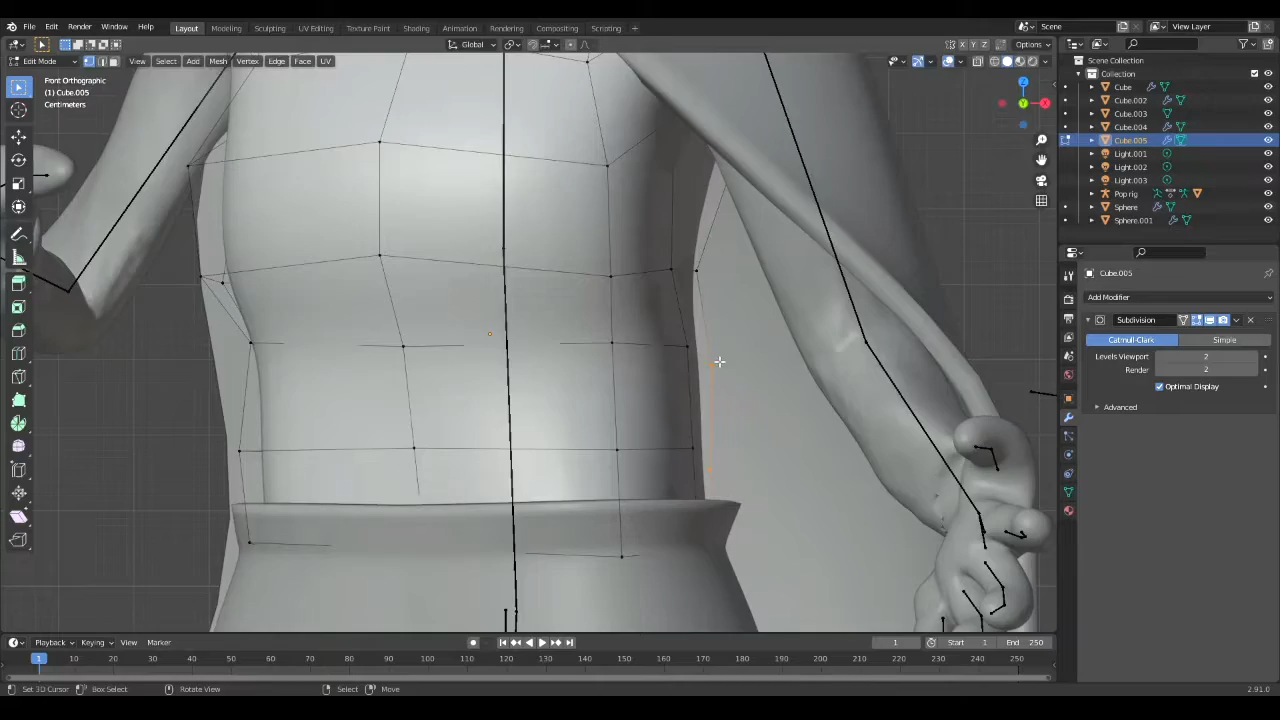 File Edit Render Window Help Layout Modeling Sculpting UV Editing Texture Paint Shading Animation Rendering Compositing Scripting + Scene View Layer
Global X Y Z Options
Edit Mode View Select Add Mesh Vertex Edge Face UV
Front Orthographic
(1) Cube.005
Centimeters
Z
Y
X
Scene Collection
Collection
Cube
Cube.002
Cube.003
Cube.004
Cube.005
Light.001
Light.002
Light.003
Pop rig
Sphere
Sphere.001
Cube.005
Add Modifier
Subdivision
Catmull-Clark Simple
Levels Viewport 2
Render 2
Optimal Display
Advanced
Playback Keying View Marker 1 Start 1 End 250
1 10 20 30 40 50 60 70 80 90 100 110 120 130 140 150 160 170 180 190 200 210 220 230 240 250
Set 3D Cursor Box Select Rotate View Select Move 2.91.0